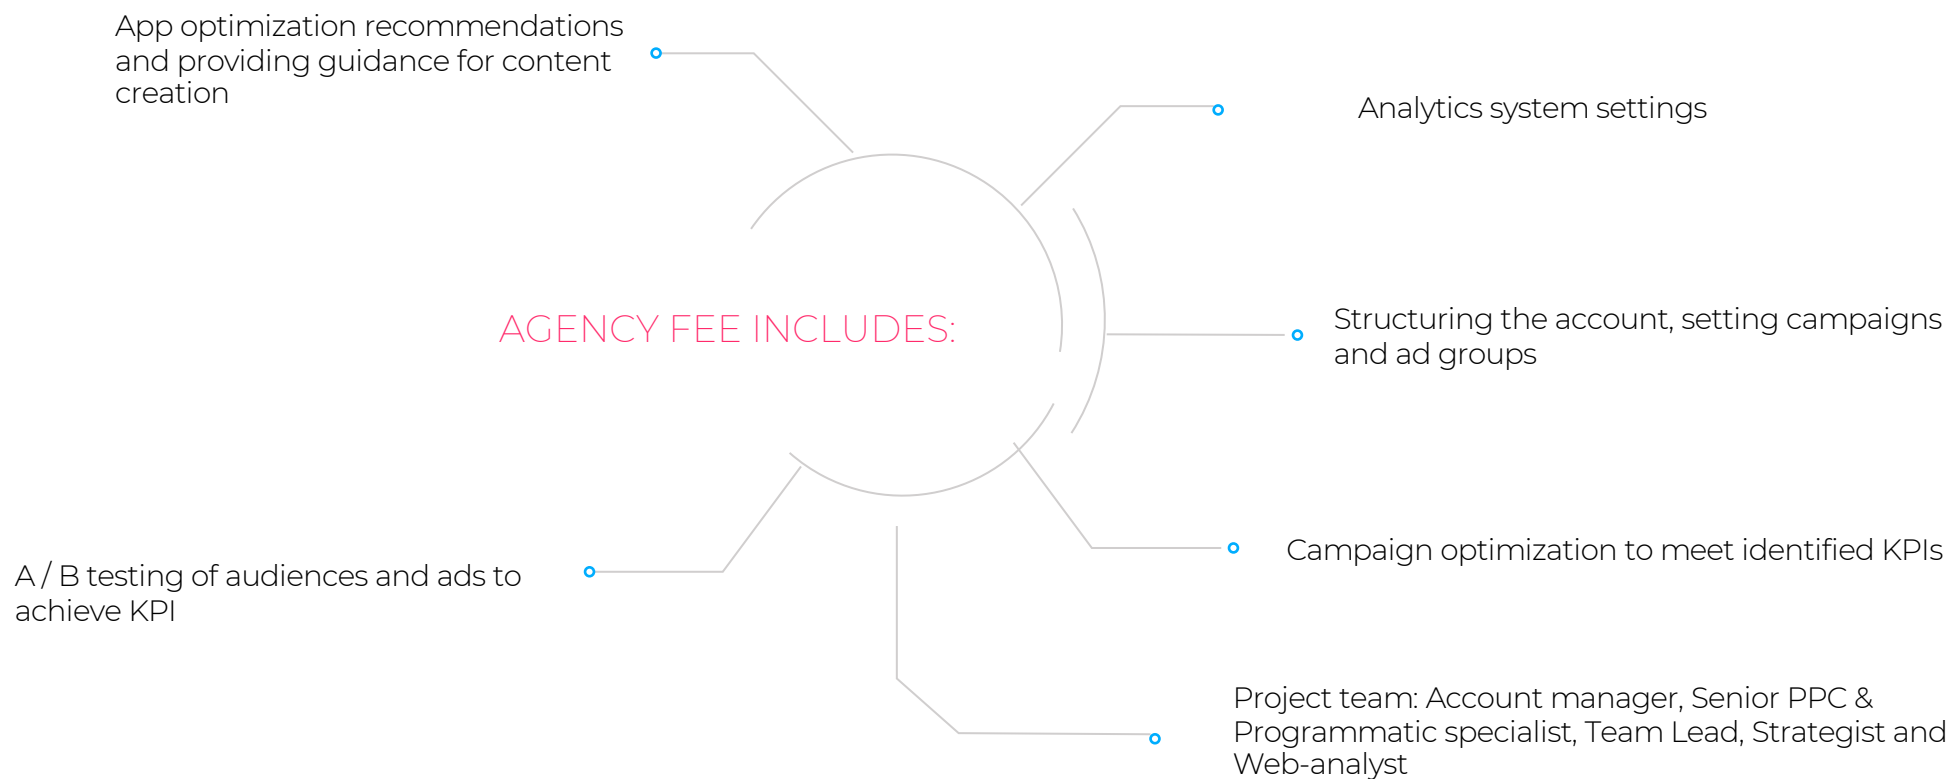 App optimization recommendations
and providing guidance for content
creation
Analytics system settings
AGENCY FEE INCLUDES:
Structuring the account, setting campaigns
and ad groups
Campaign optimization to meet identified KPIs
A / B testing of audiences and ads to
achieve KPI
Project team: Account manager, Senior PPC &
Programmatic specialist, Team Lead, Strategist and
Web-analyst